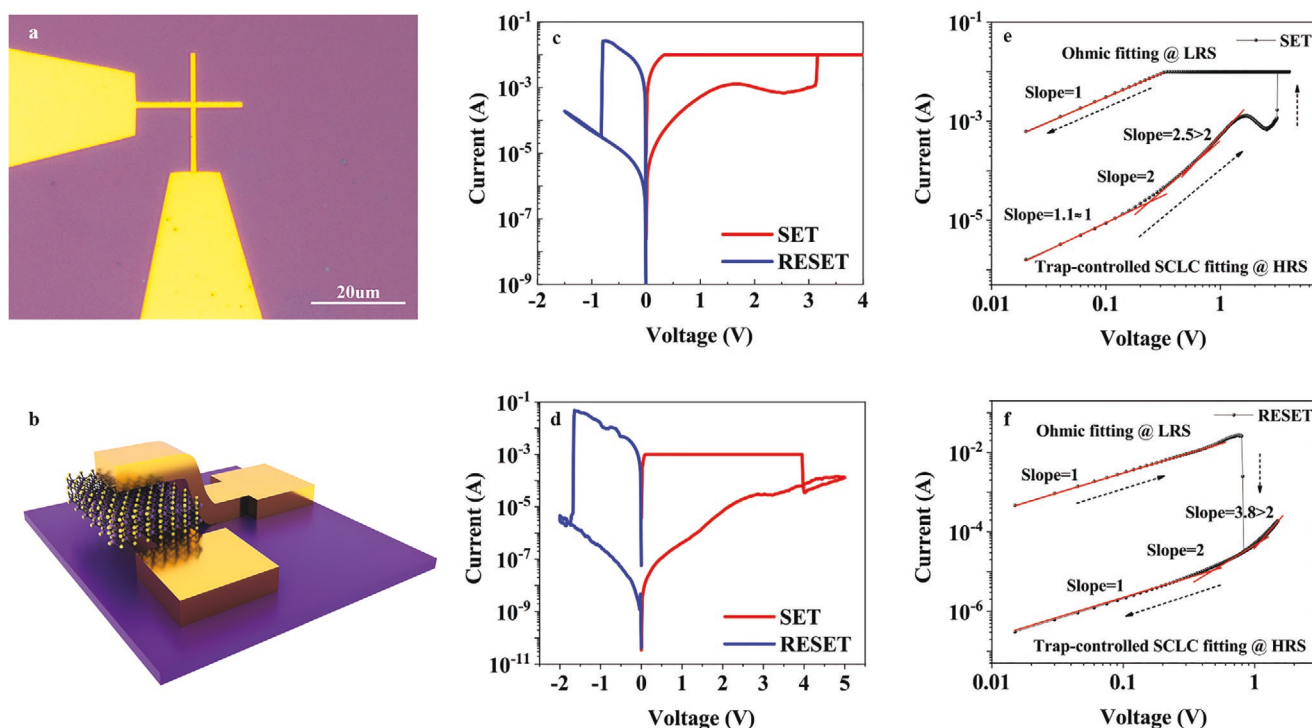 a
20um
b
c
Current (A)
10⁻¹
10⁻³
10⁻⁵
10⁻⁷
10⁻⁹
SET
RESET
-2 -1 0 1 2 3 4
Voltage (V)
d
Current (A)
10⁻¹
10⁻³
10⁻⁵
10⁻⁷
10⁻⁹
10⁻¹¹
SET
RESET
-2 -1 0 1 2 3 4 5
Voltage (V)
e
SET
Ohmic fitting @ LRS
Slope=1
Slope=2.5>2
Slope=2
Slope=1.1≈1
Trap-controlled SCLC fitting @ HRS
Current (A)
10⁻¹
10⁻³
10⁻⁵
0.01 0.1 1
Voltage (V)
f
RESET
Ohmic fitting @ LRS
Slope=1
Slope=3.8>2
Slope=2
Slope=1
Trap-controlled SCLC fitting @ HRS
Current (A)
10⁻²
10⁻⁴
10⁻⁶
0.01 0.1 1
Voltage (V)